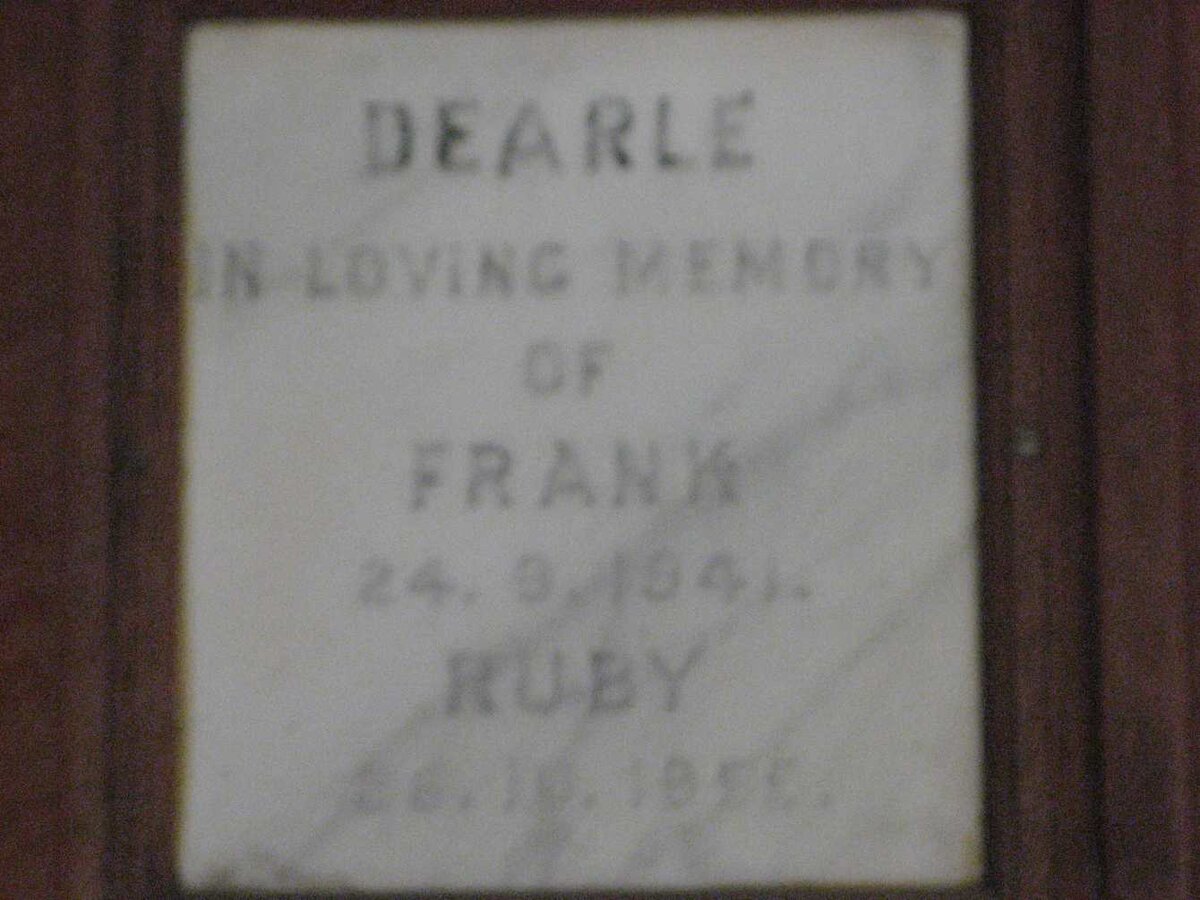 DEARLE
IN LOVING MEMORY
OF
FRANK
24. 9. 1941.
RUBY